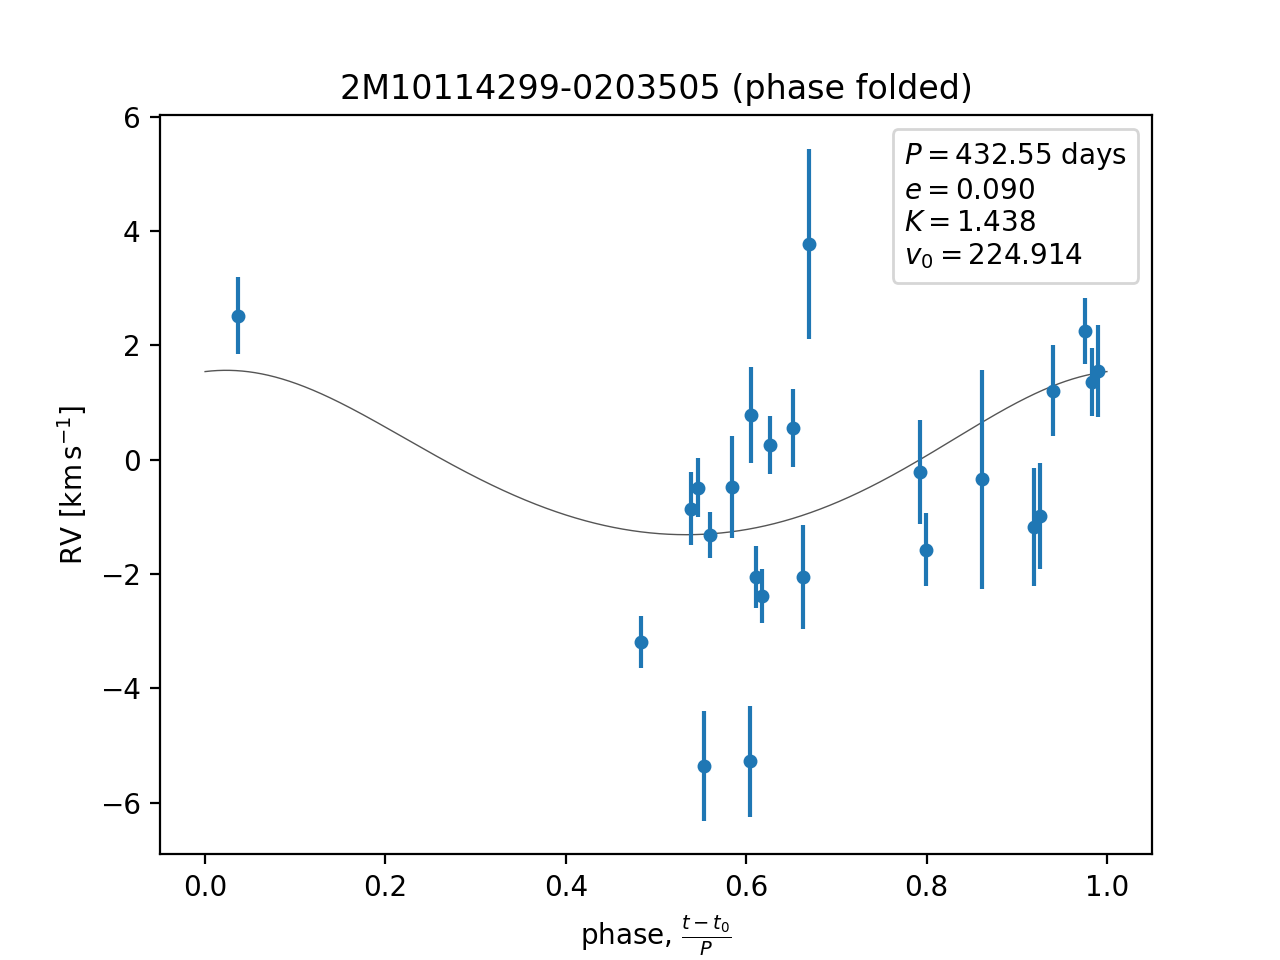 2M10114299-0203505 (phase folded)
P = 432.55 days
e = 0.090
K = 1.438
v₀ = 224.914
6
4
2
0
−2
−4
−6
RV [km s⁻¹]
0.0 0.2 0.4 0.6 0.8 1.0
phase, (t − t₀)/P